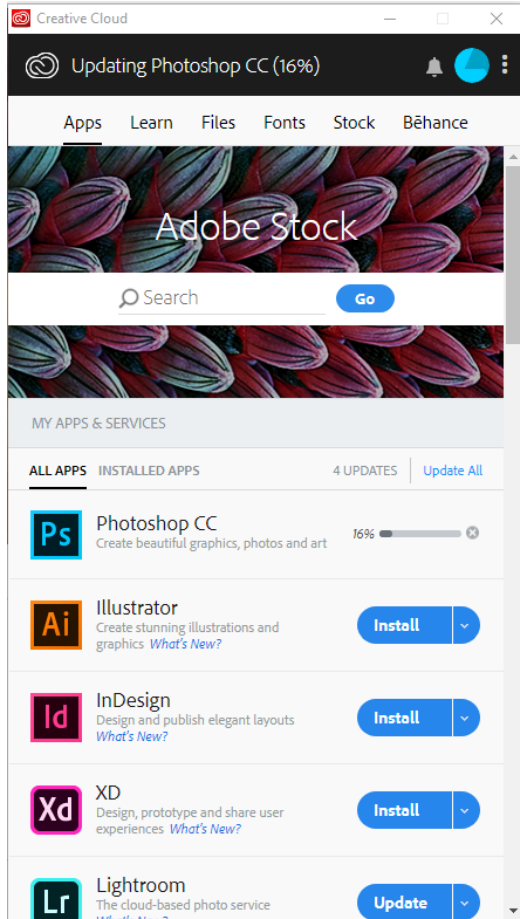 Creative Cloud
Updating Photoshop CC (16%)
Apps Learn Files Fonts Stock Bēhance
Adobe Stock
Search Go
MY APPS & SERVICES
ALL APPS INSTALLED APPS 4 UPDATES Update All
Ps
Photoshop CC
Create beautiful graphics, photos and art
16%
Ai
Illustrator
Create stunning illustrations and
graphics What's New?
Install
Id
InDesign
Design and publish elegant layouts
What's New?
Install
Xd
XD
Design, prototype and share user
experiences What's New?
Install
Lr
Lightroom
The cloud-based photo service
What's New?
Update